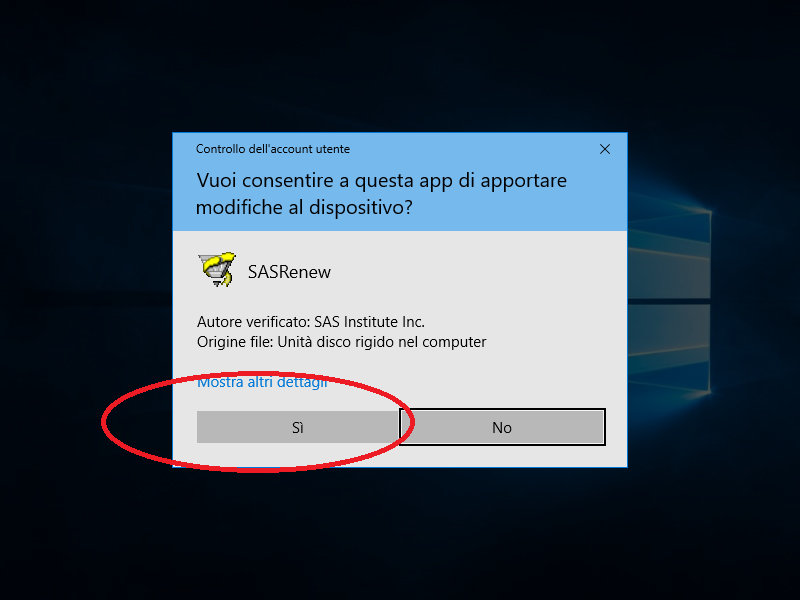 Controllo dell'account utente
Vuoi consentire a questa app di apportare
modifiche al dispositivo?
SASRenew
Autore verificato: SAS Institute Inc.
Origine file: Unità disco rigido nel computer
Mostra altri dettagli
Sì
No